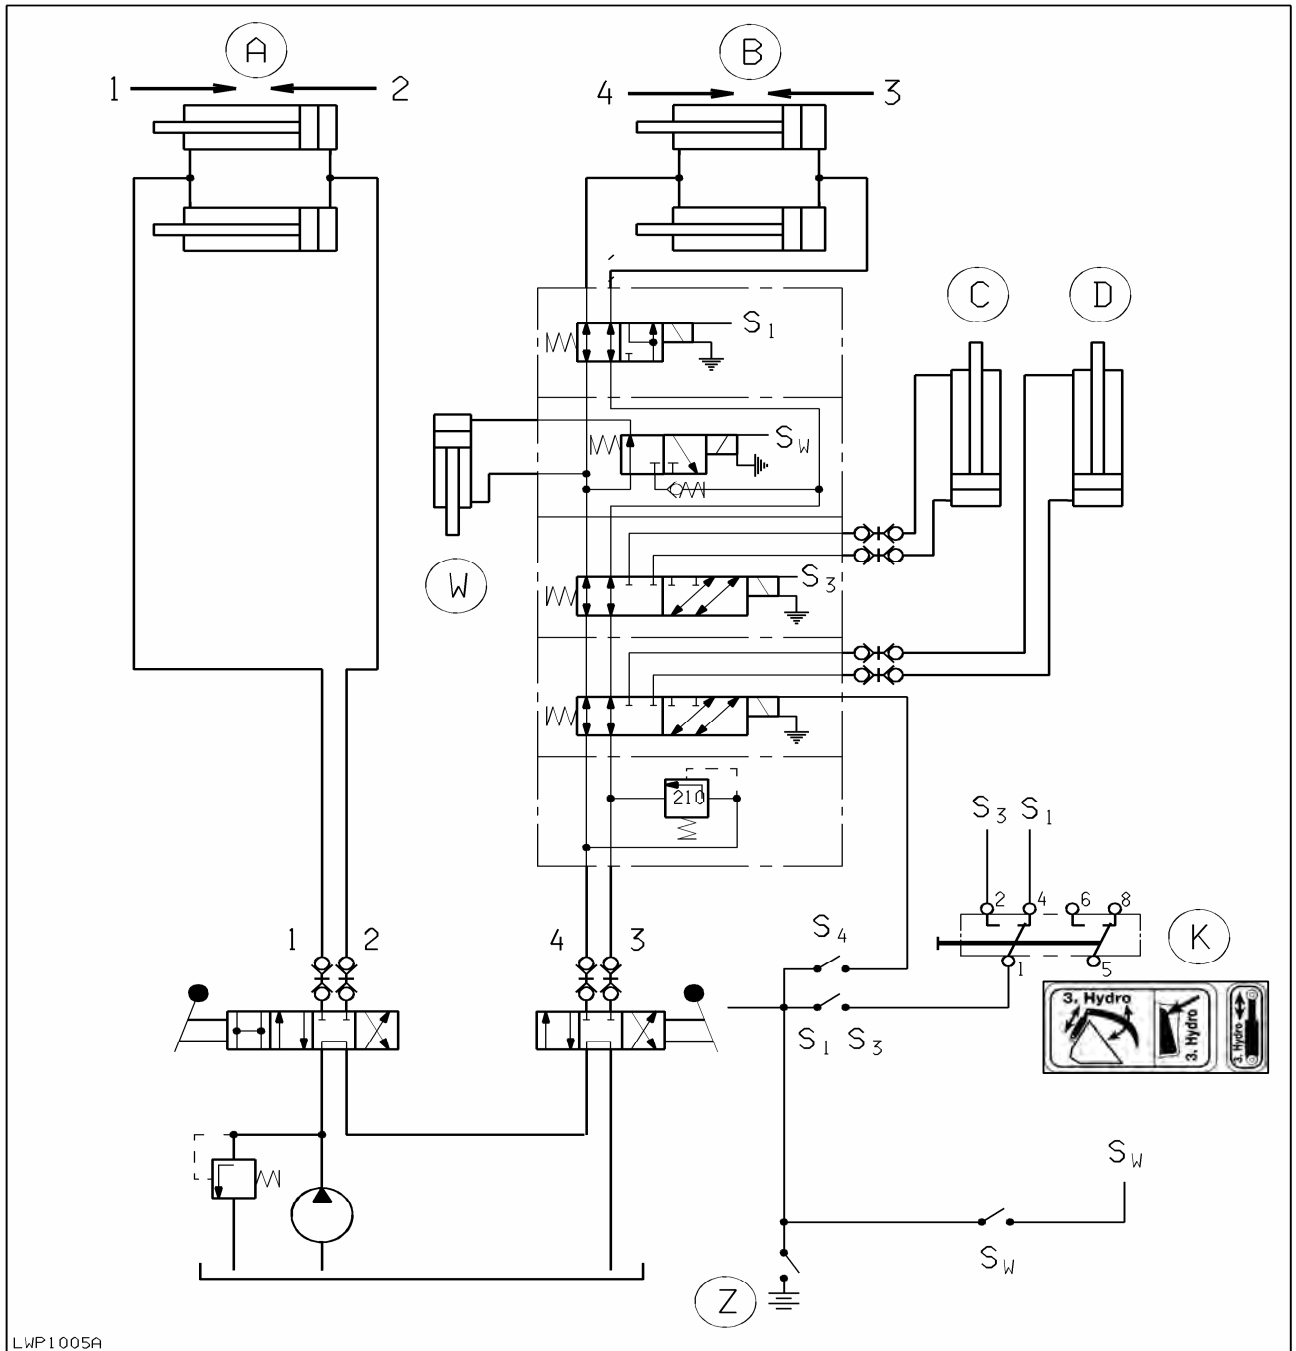 A B
1 2 4 3
C D
S1
SW
W
S3
210
S3 S1
2 4 6 8
1 2 4 3
S4
K
1 5
S1 S3
3. Hydro
3. Hydro
3. Hydro
SW
SW
Z
LWP1005A